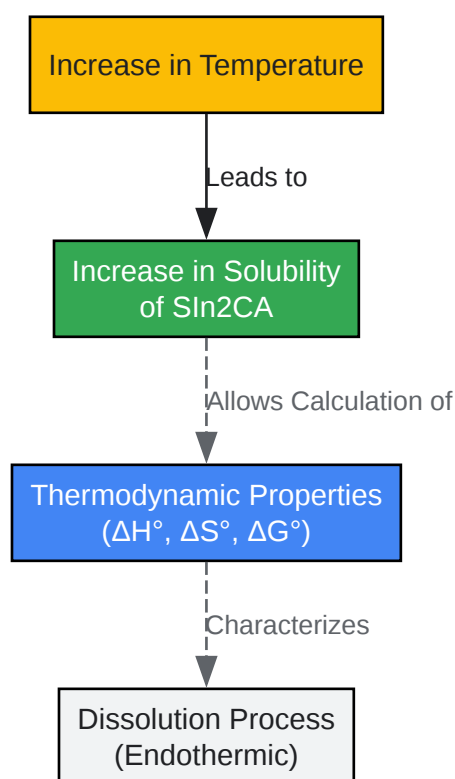 Increase in Temperature
Leads to
Increase in Solubility
of SIn2CA
Allows Calculation of
Thermodynamic Properties
(ΔH°, ΔS°, ΔG°)
Characterizes
Dissolution Process
(Endothermic)